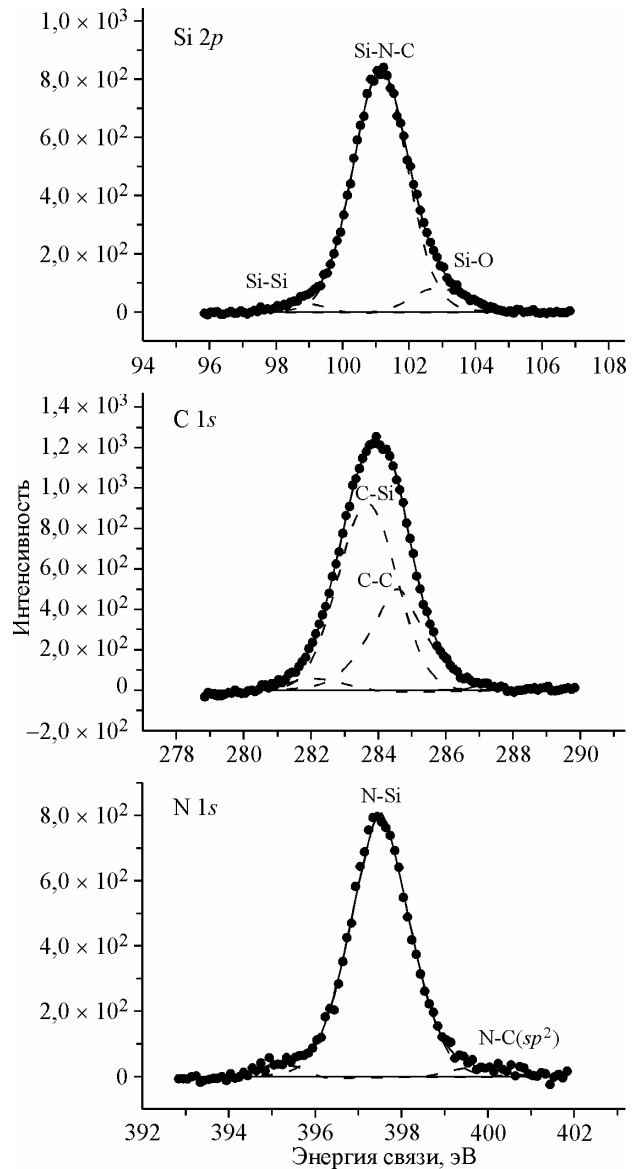 Si 2p
Si-N-C
1,0 × 10³
8,0 × 10²
6,0 × 10²
4,0 × 10²
2,0 × 10²
0
Si-Si
Si-O
94 96 98 100 102 104 106 108
C 1s
1,4 × 10³
1,2 × 10³
1,0 × 10³
8,0 × 10²
6,0 × 10²
4,0 × 10²
2,0 × 10²
0
−2,0 × 10²
C-Si
C-C
Интенсивность
278 280 282 284 286 288 290
N 1s
N-Si
8,0 × 10²
6,0 × 10²
4,0 × 10²
2,0 × 10²
0
N-C(sp²)
392 394 396 398 400 402 404
Энергия связи, эВ